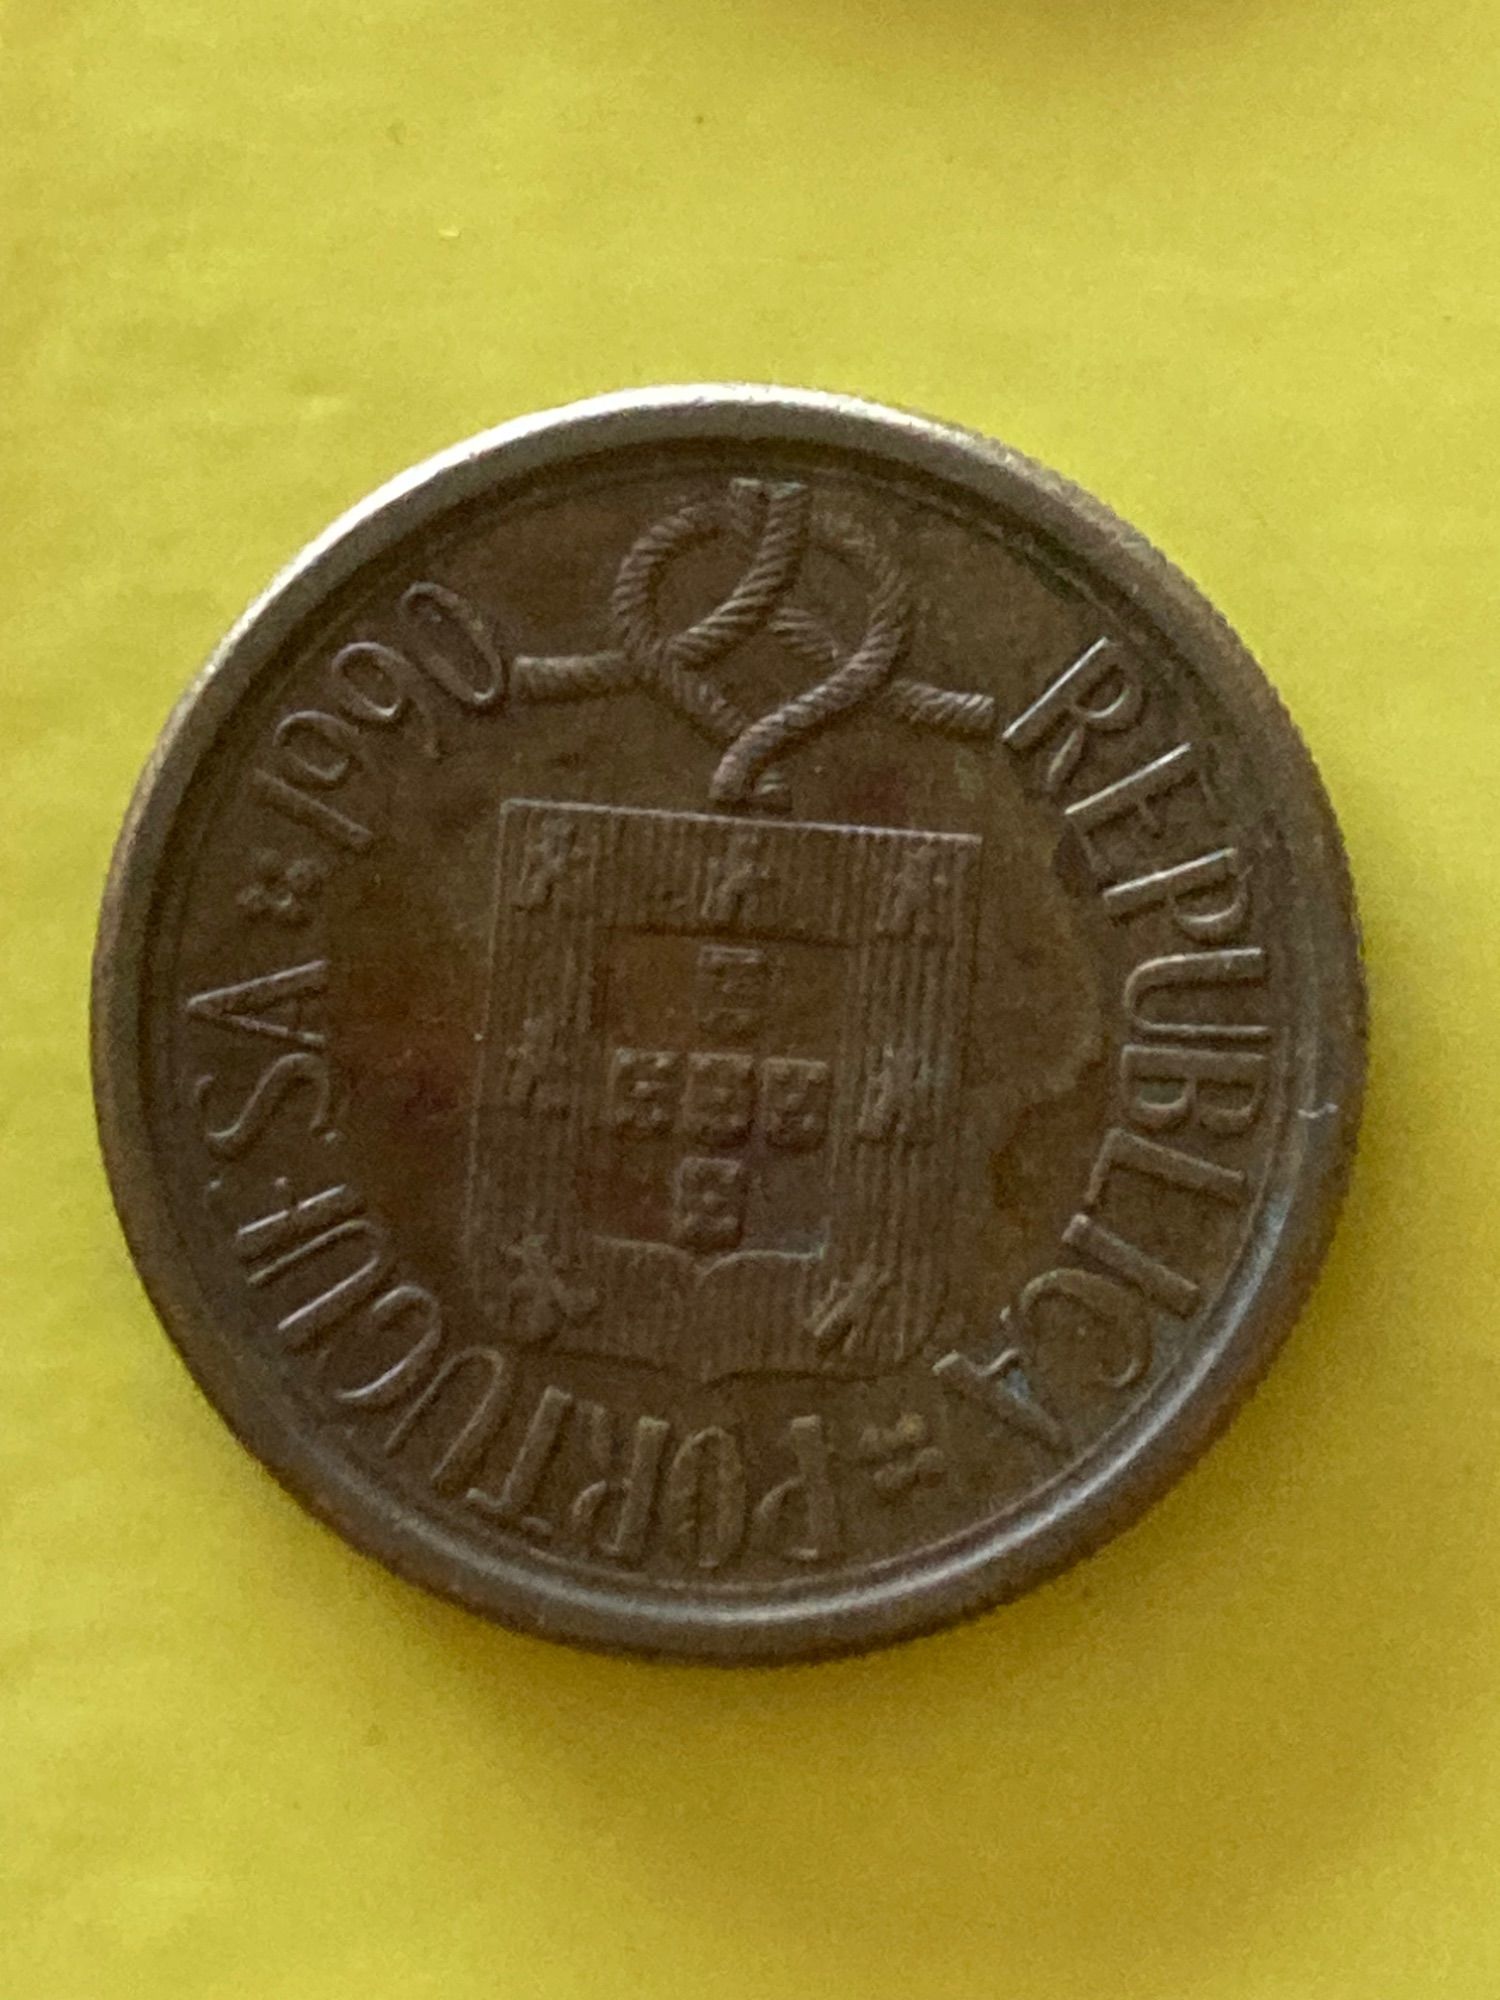 REPUBLICA = PORTUGUESA * 1990